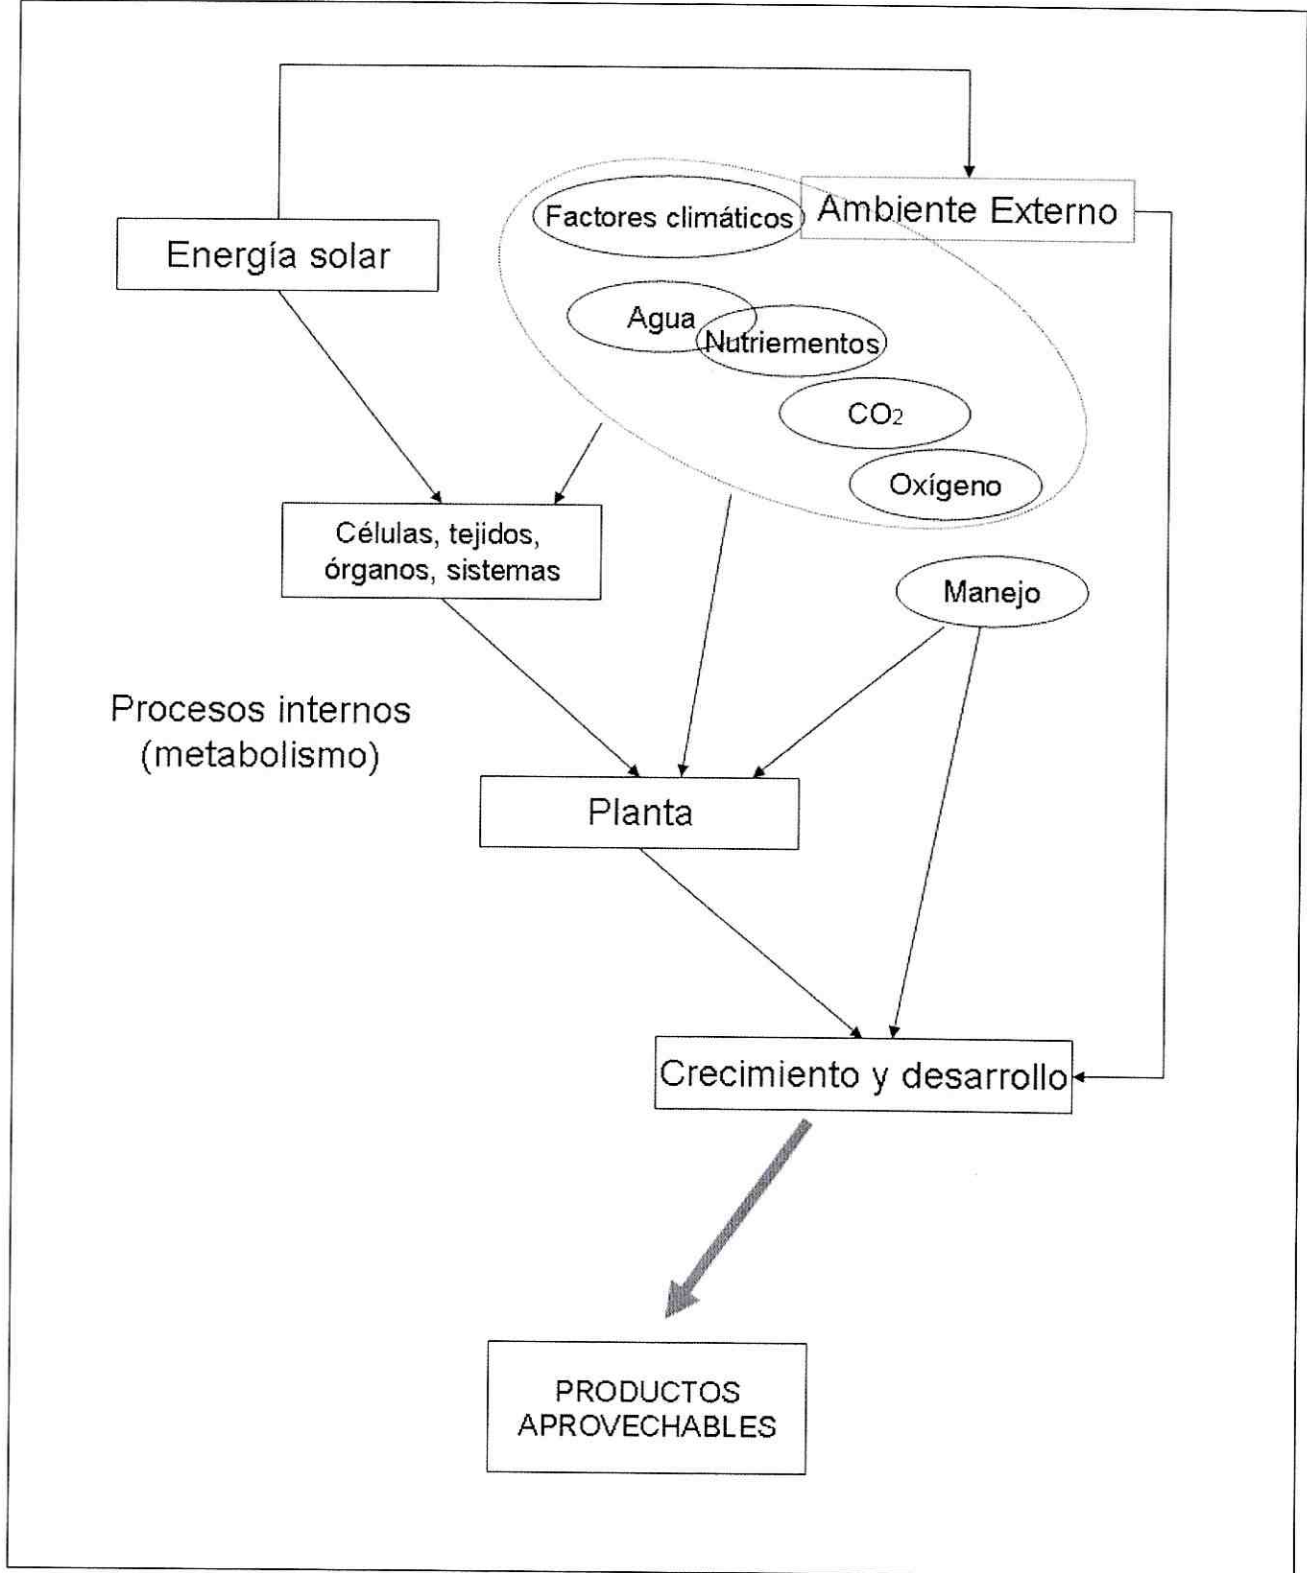 Factores climáticos
Ambiente Externo
Energía solar
Agua
Nutriementos
CO₂
Oxígeno
Células, tejidos,
órganos, sistemas
Manejo
Procesos internos
(metabolismo)
Planta
Crecimiento y desarrollo
PRODUCTOS
APROVECHABLES